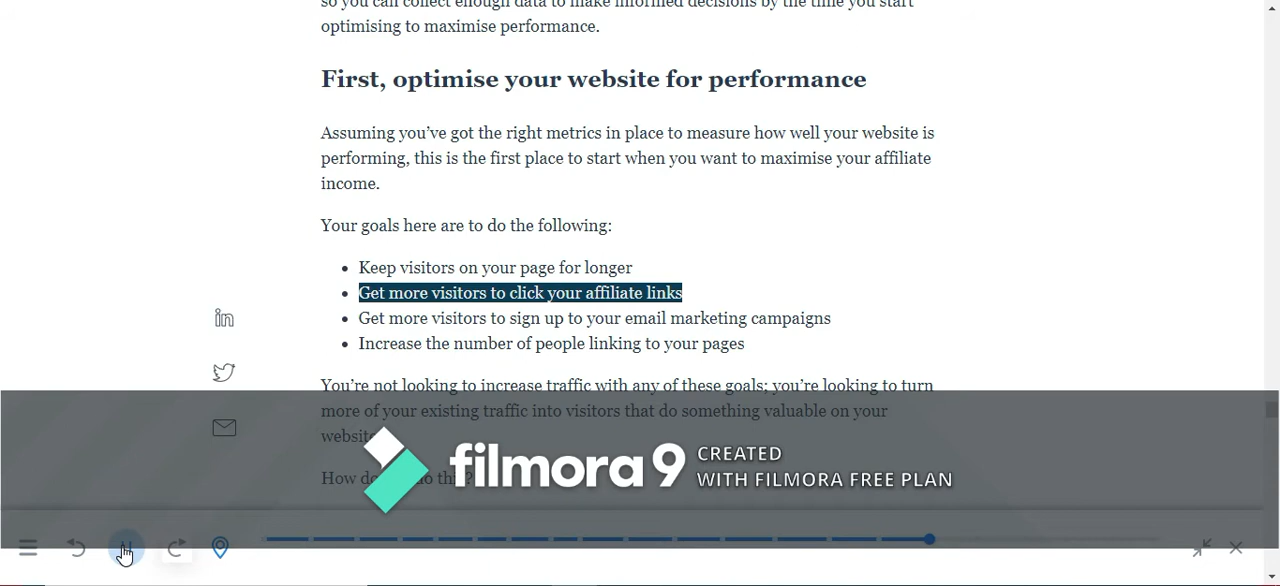 so you can collect enough data to make informed decisions by the time you start
optimising to maximise performance.
First, optimise your website for performance
Assuming you've got the right metrics in place to measure how well your website is
performing, this is the first place to start when you want to maximise your affiliate
income.
Your goals here are to do the following:
• Keep visitors on your page for longer
• Get more visitors to click your affiliate links
• Get more visitors to sign up to your email marketing campaigns
• Increase the number of people linking to your pages
in
You're not looking to increase traffic with any of these goals; you're looking to turn
more of your existing traffic into visitors that do something valuable on your
How
filmora9 CREATED
WITH FILMORA FREE PLAN